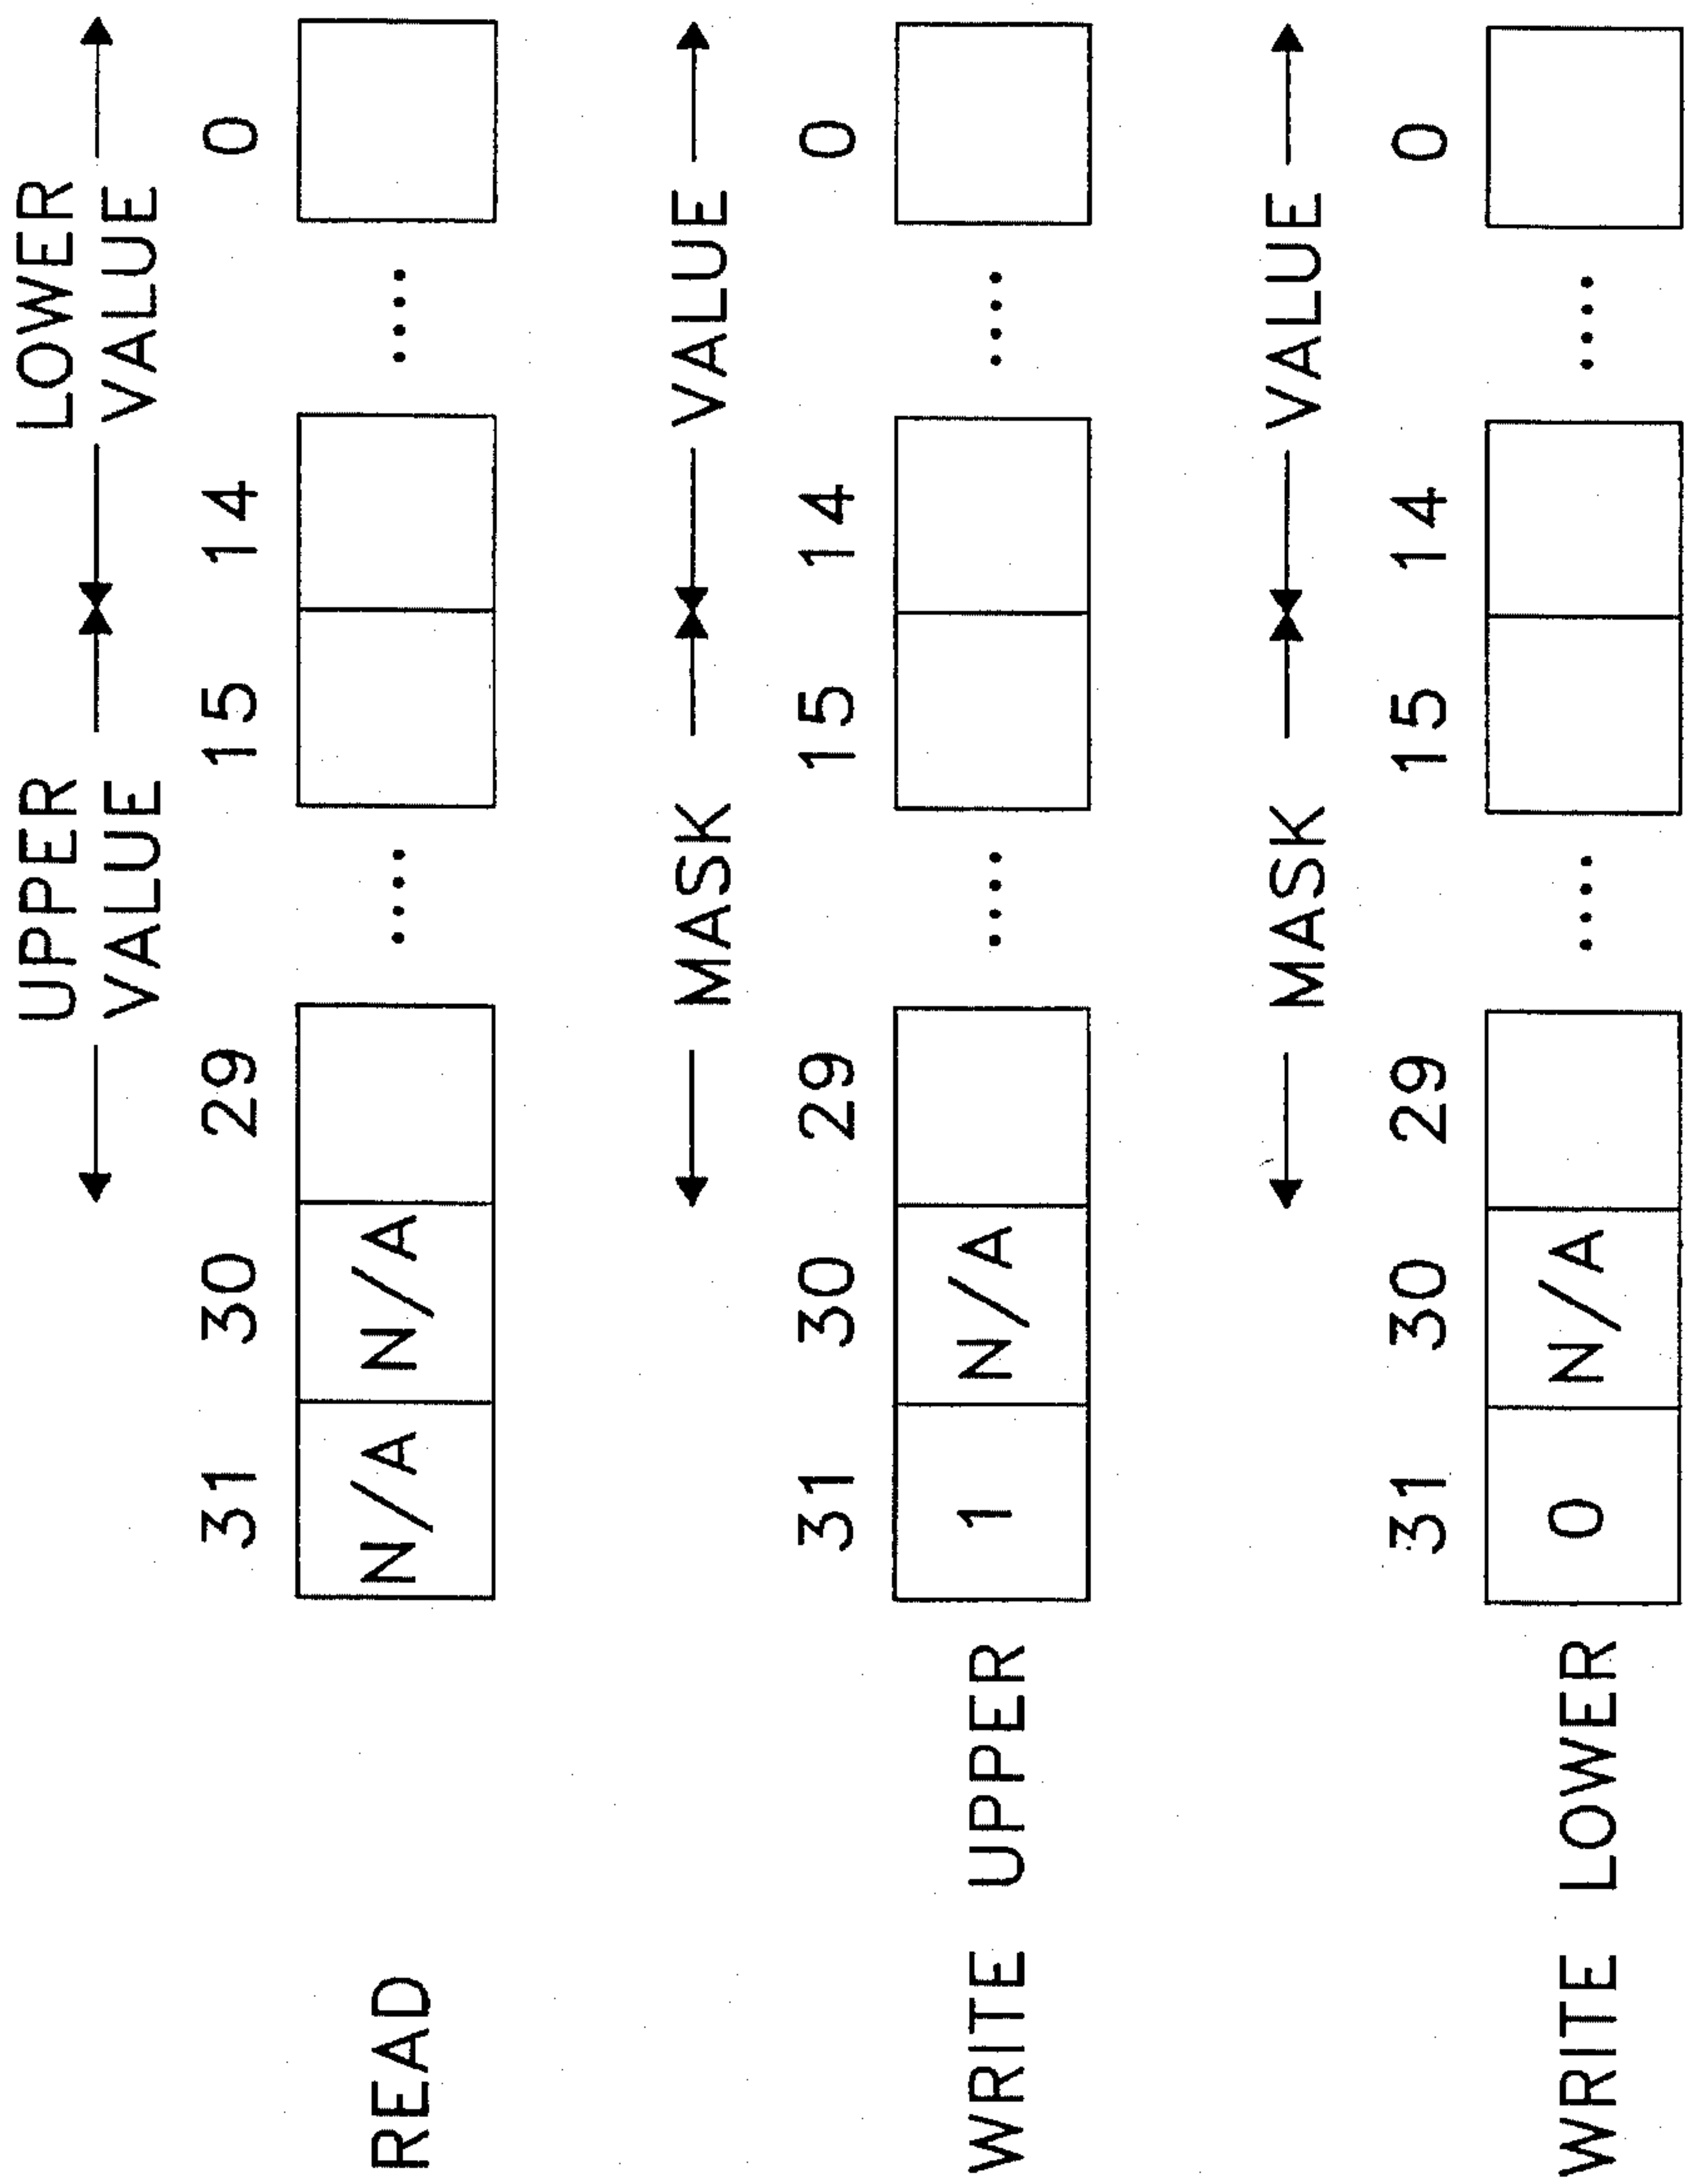 UPPER LOWER
VALUE VALUE
31 30 29 15 14 0
READ N/A N/A .... ....
MASK VALUE
31 30 29 15 14 0
WRITE UPPER 1 N/A .... ....
MASK VALUE
31 30 29 15 14 0
WRITE LOWER 0 N/A .... ....